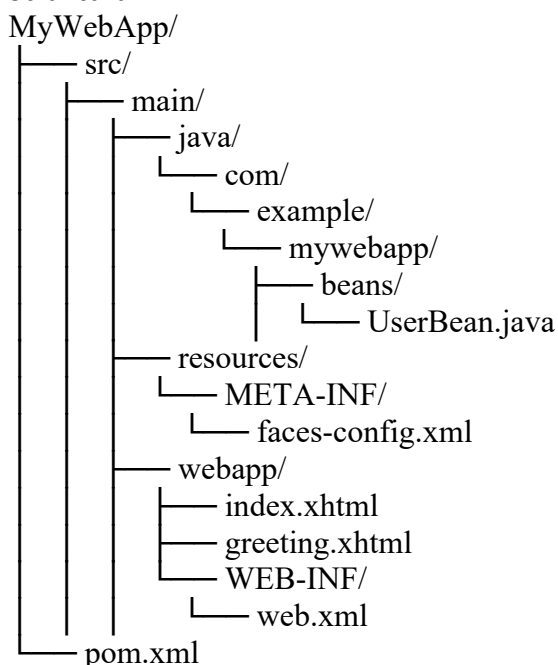 MyWebApp/
src/
main/
java/
com/
example/
mywebapp/
beans/
UserBean.java
resources/
META-INF/
faces-config.xml
webapp/
index.xhtml
greeting.xhtml
WEB-INF/
web.xml
pom.xml